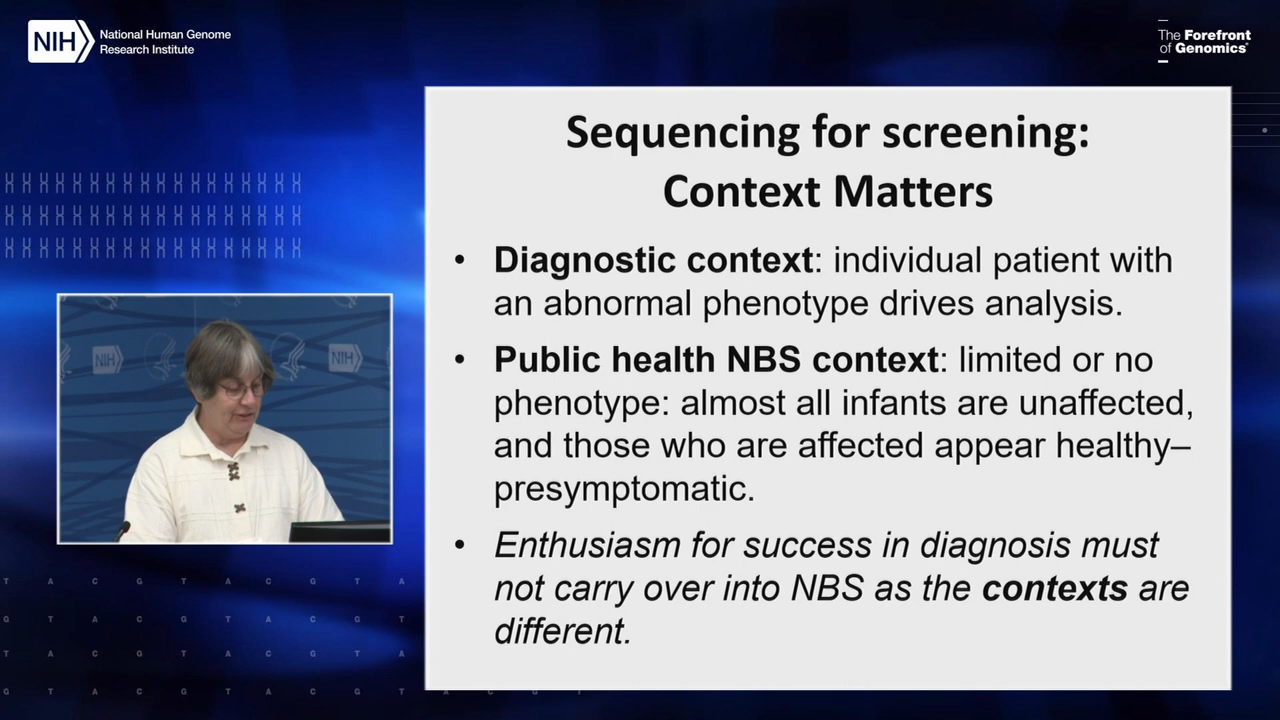 NIH
National Human Genome
Research Institute
The Forefront
of Genomics®
Sequencing for screening:
Context Matters
• Diagnostic context: individual patient with
an abnormal phenotype drives analysis.
• Public health NBS context: limited or no
phenotype: almost all infants are unaffected,
and those who are affected appear healthy–
presymptomatic.
• Enthusiasm for success in diagnosis must
not carry over into NBS as the contexts are
different.
NIH
NIH
T A C G T A C G T A C G T A
G T A C G T A C G T A C
T A C G T A C G T A C G
G T A C G T A C G T A C G T